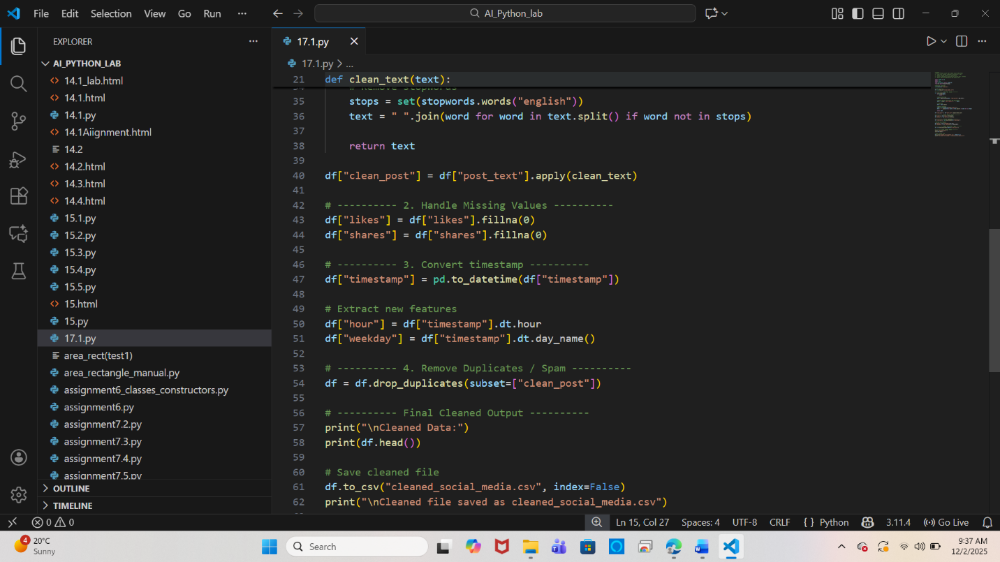 File Edit Selection View Go Run ··· AI_Python_lab
EXPLORER ···
AI_PYTHON_LAB
14.1_lab.html
14.1.html
14.1.py
14.1Aiignment.html
14.2
14.2.html
14.3.html
14.4.html
15.1.py
15.2.py
15.3.py
15.4.py
15.5.py
15.html
15.py
17.1.py
area_rect(test1)
area_rectangle_manual.py
assignment6_classes_constructors.py
assignment6.py
assignment7.2.py
assignment7.3.py
assignment7.4.py
assignment7.5.py
OUTLINE
TIMELINE
17.1.py
17.1.py > ...
21 def clean_text(text):
34 # Remove stopwords
35 stops = set(stopwords.words("english"))
36 text = " ".join(word for word in text.split() if word not in stops)
37
38 return text
39
40 df["clean_post"] = df["post_text"].apply(clean_text)
41
42 # ---------- 2. Handle Missing Values ----------
43 df["likes"] = df["likes"].fillna(0)
44 df["shares"] = df["shares"].fillna(0)
45
46 # ---------- 3. Convert timestamp ----------
47 df["timestamp"] = pd.to_datetime(df["timestamp"])
48
49 # Extract new features
50 df["hour"] = df["timestamp"].dt.hour
51 df["weekday"] = df["timestamp"].dt.day_name()
52
53 # ---------- 4. Remove Duplicates / Spam ----------
54 df = df.drop_duplicates(subset=["clean_post"])
55
56 # ---------- Final Cleaned Output ----------
57 print("\nCleaned Data:")
58 print(df.head())
59
60 # Save cleaned file
61 df.to_csv("cleaned_social_media.csv", index=False)
62 print("\nCleaned file saved as cleaned_social_media.csv")
0 0 Ln 15, Col 27 Spaces: 4 UTF-8 CRLF { } Python 3.11.4 Go Live
4 20°C
Sunny
Search
9:37 AM
12/2/2025